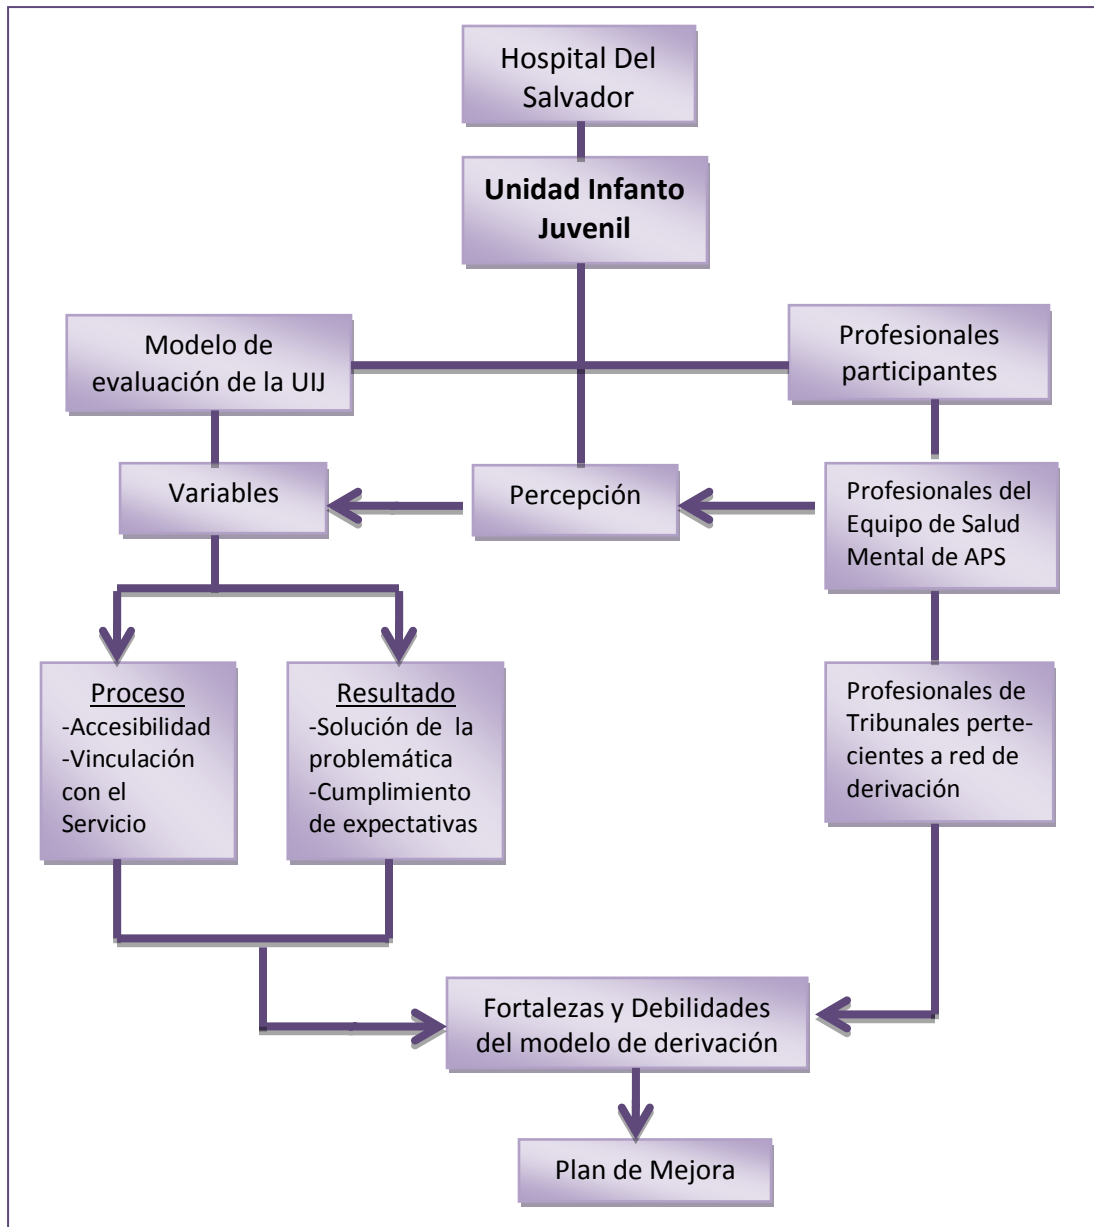 Hospital Del
Salvador
Unidad Infanto
Juvenil
Modelo de
evaluación de la UIJ
Profesionales
participantes
Variables
Percepción
Profesionales del
Equipo de Salud
Mental de APS
Proceso
-Accesibilidad
-Vinculación
con el
Servicio
Resultado
-Solución de la
problemática
-Cumplimiento
de expectativas
Profesionales de
Tribunales perte-
cientes a red de
derivación
Fortalezas y Debilidades
del modelo de derivación
Plan de Mejora